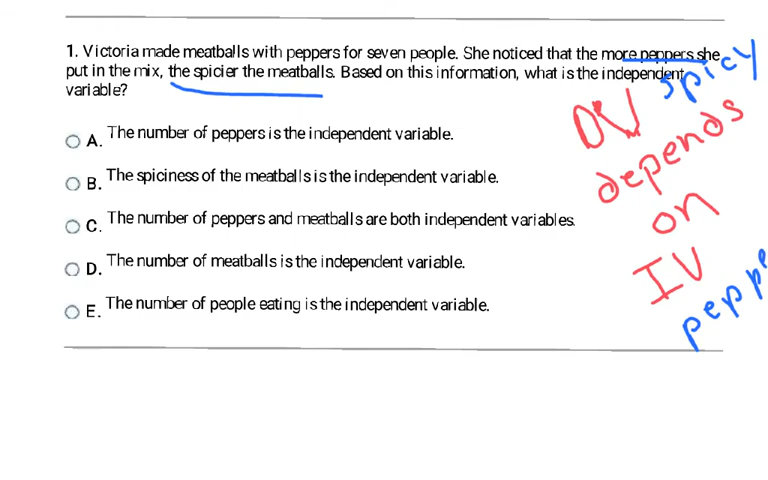 1. Victoria made meatballs with peppers for seven people. She noticed that the more peppers she
put in the mix, the spicier the meatballs. Based on this information, what is the independent
variable?
A. The number of peppers is the independent variable.
B. The spiciness of the meatballs is the independent variable.
C. The number of peppers and meatballs are both independent variables.
D. The number of meatballs is the independent variable.
E. The number of people eating is the independent variable.
spicy
DV
depends
on
IV
peppe